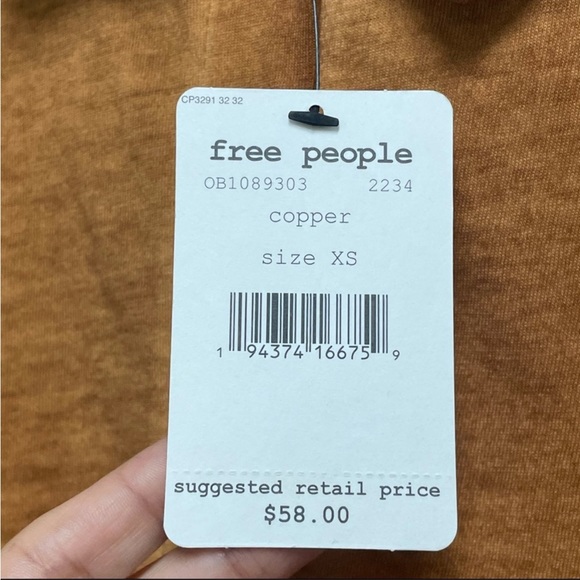 CP3291 32 32
free people
OB1089303 2234
copper
size XS
1 94374 16675 9
suggested retail price
$58.00